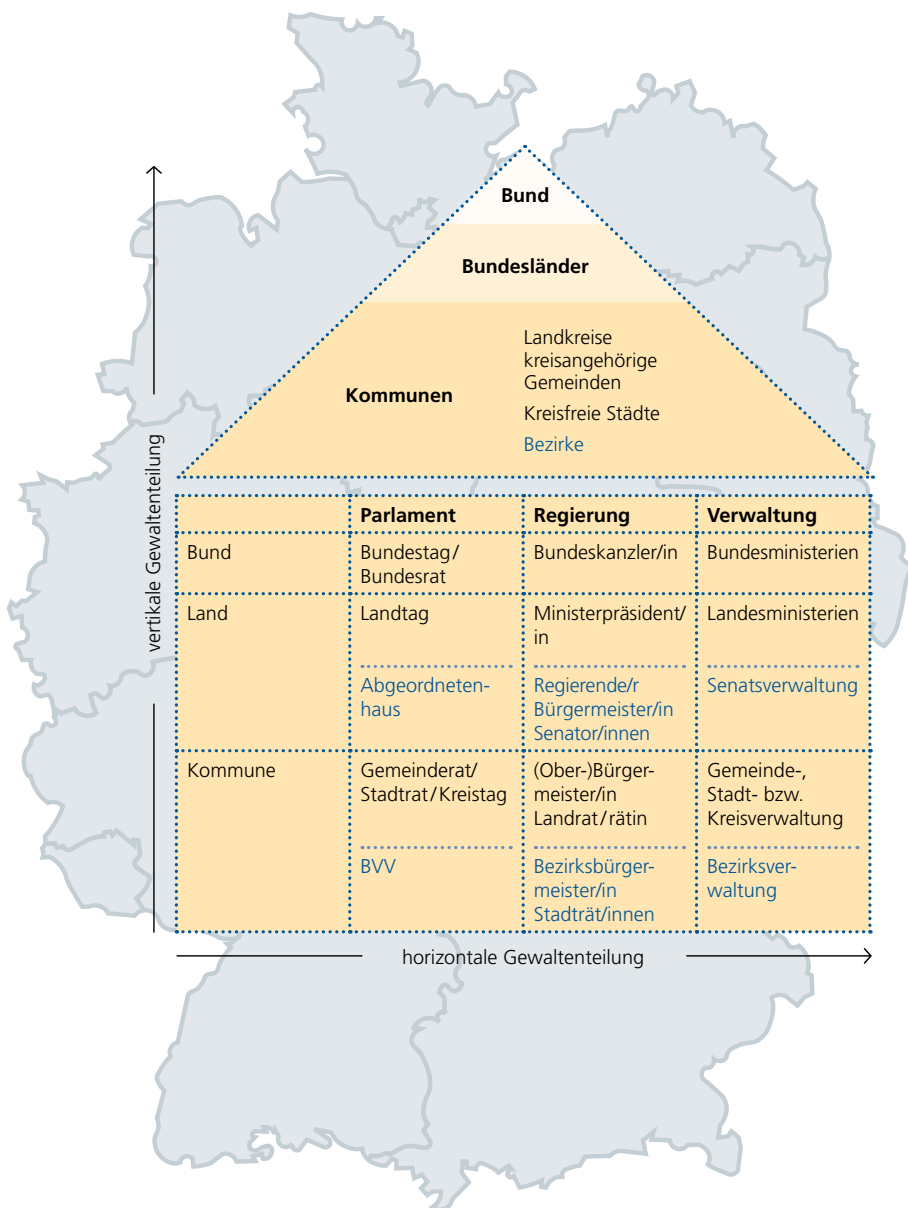 Bund
Bundesländer
Kommunen
Landkreise
kreisangehörige
Gemeinden
Kreisfreie Städte
Bezirke
vertikale Gewaltenteilung
Parlament
Regierung
Verwaltung
Bund
Bundestag/
Bundesrat
Bundeskanzler/in
Bundesministerien
Land
Landtag
Ministerpräsident/
in
Landesministerien
Abgeordneten-
haus
Regierende/r
Bürgermeister/in
Senator/innen
Senatsverwaltung
Kommune
Gemeinderat/
Stadtrat/Kreistag
(Ober-)Bürger-
meister/in
Landrat/rätin
Gemeinde-,
Stadt- bzw.
Kreisverwaltung
BVV
Bezirksbürger-
meister/in
Stadträt/innen
Bezirksver-
waltung
horizontale Gewaltenteilung